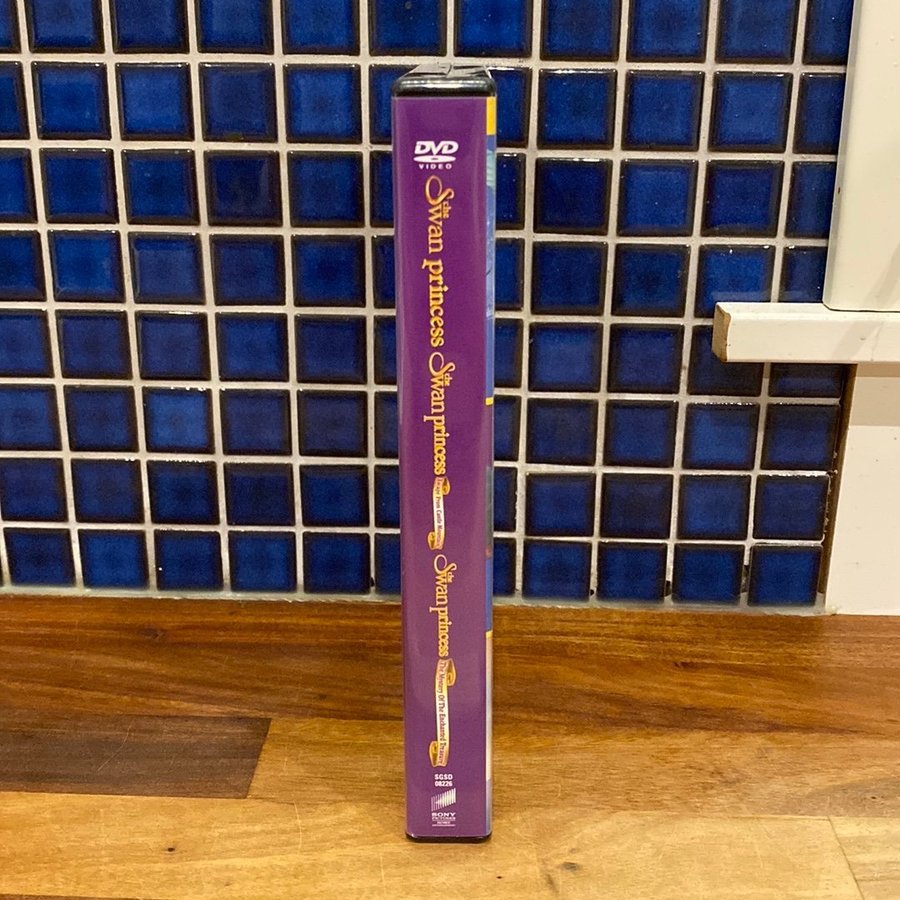 DVD
VIDEO
the
Swan princess
the
Swan princess
Escape From Castle Mountain
the
Swan princess
The Mystery Of The Enchanted Treasure
SGSD
08226
SONY
PICTURES